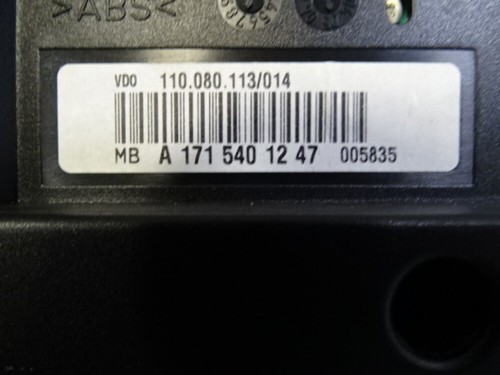 >ABS<
VDO 110.080.113/014
MB A 171 540 12 47 005835